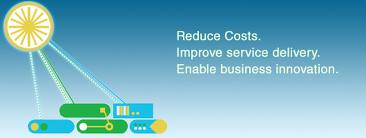 Reduce Costs.
Improve service delivery.
Enable business innovation.